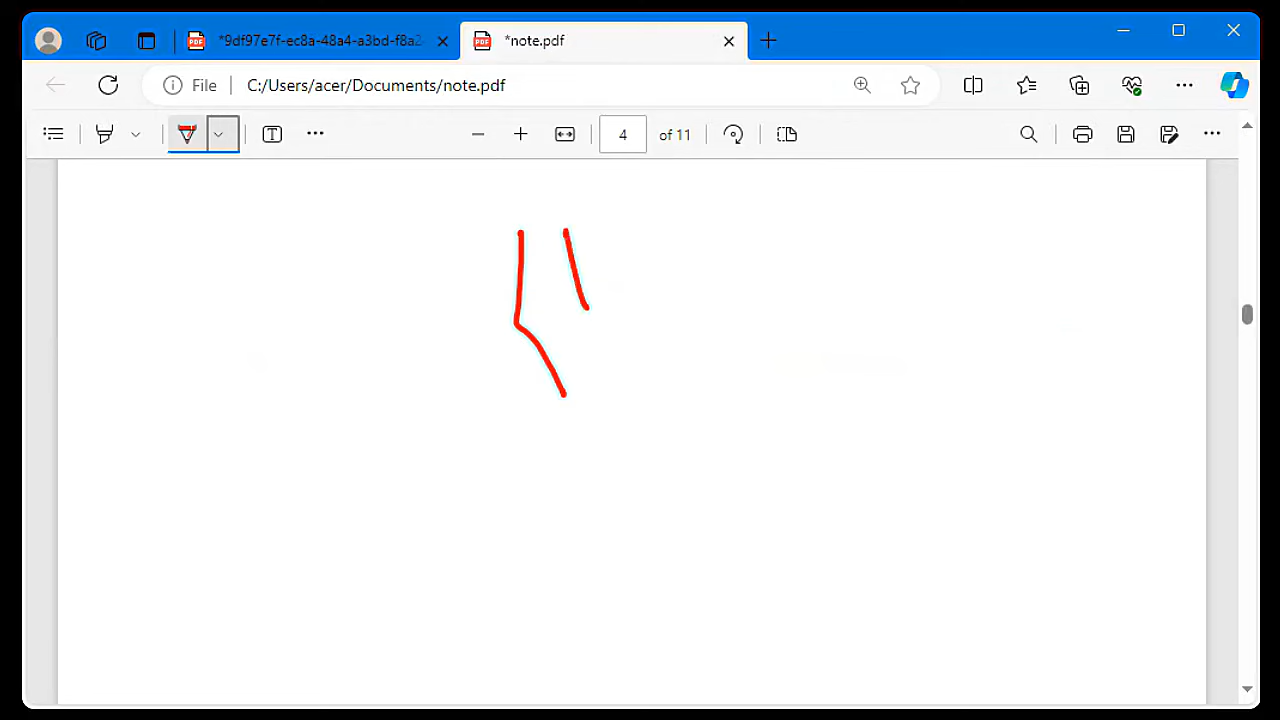 *9df97e7f-ec8a-48a4-a3bd-f8a2
*note.pdf
File
C:/Users/acer/Documents/note.pdf
4 of 11